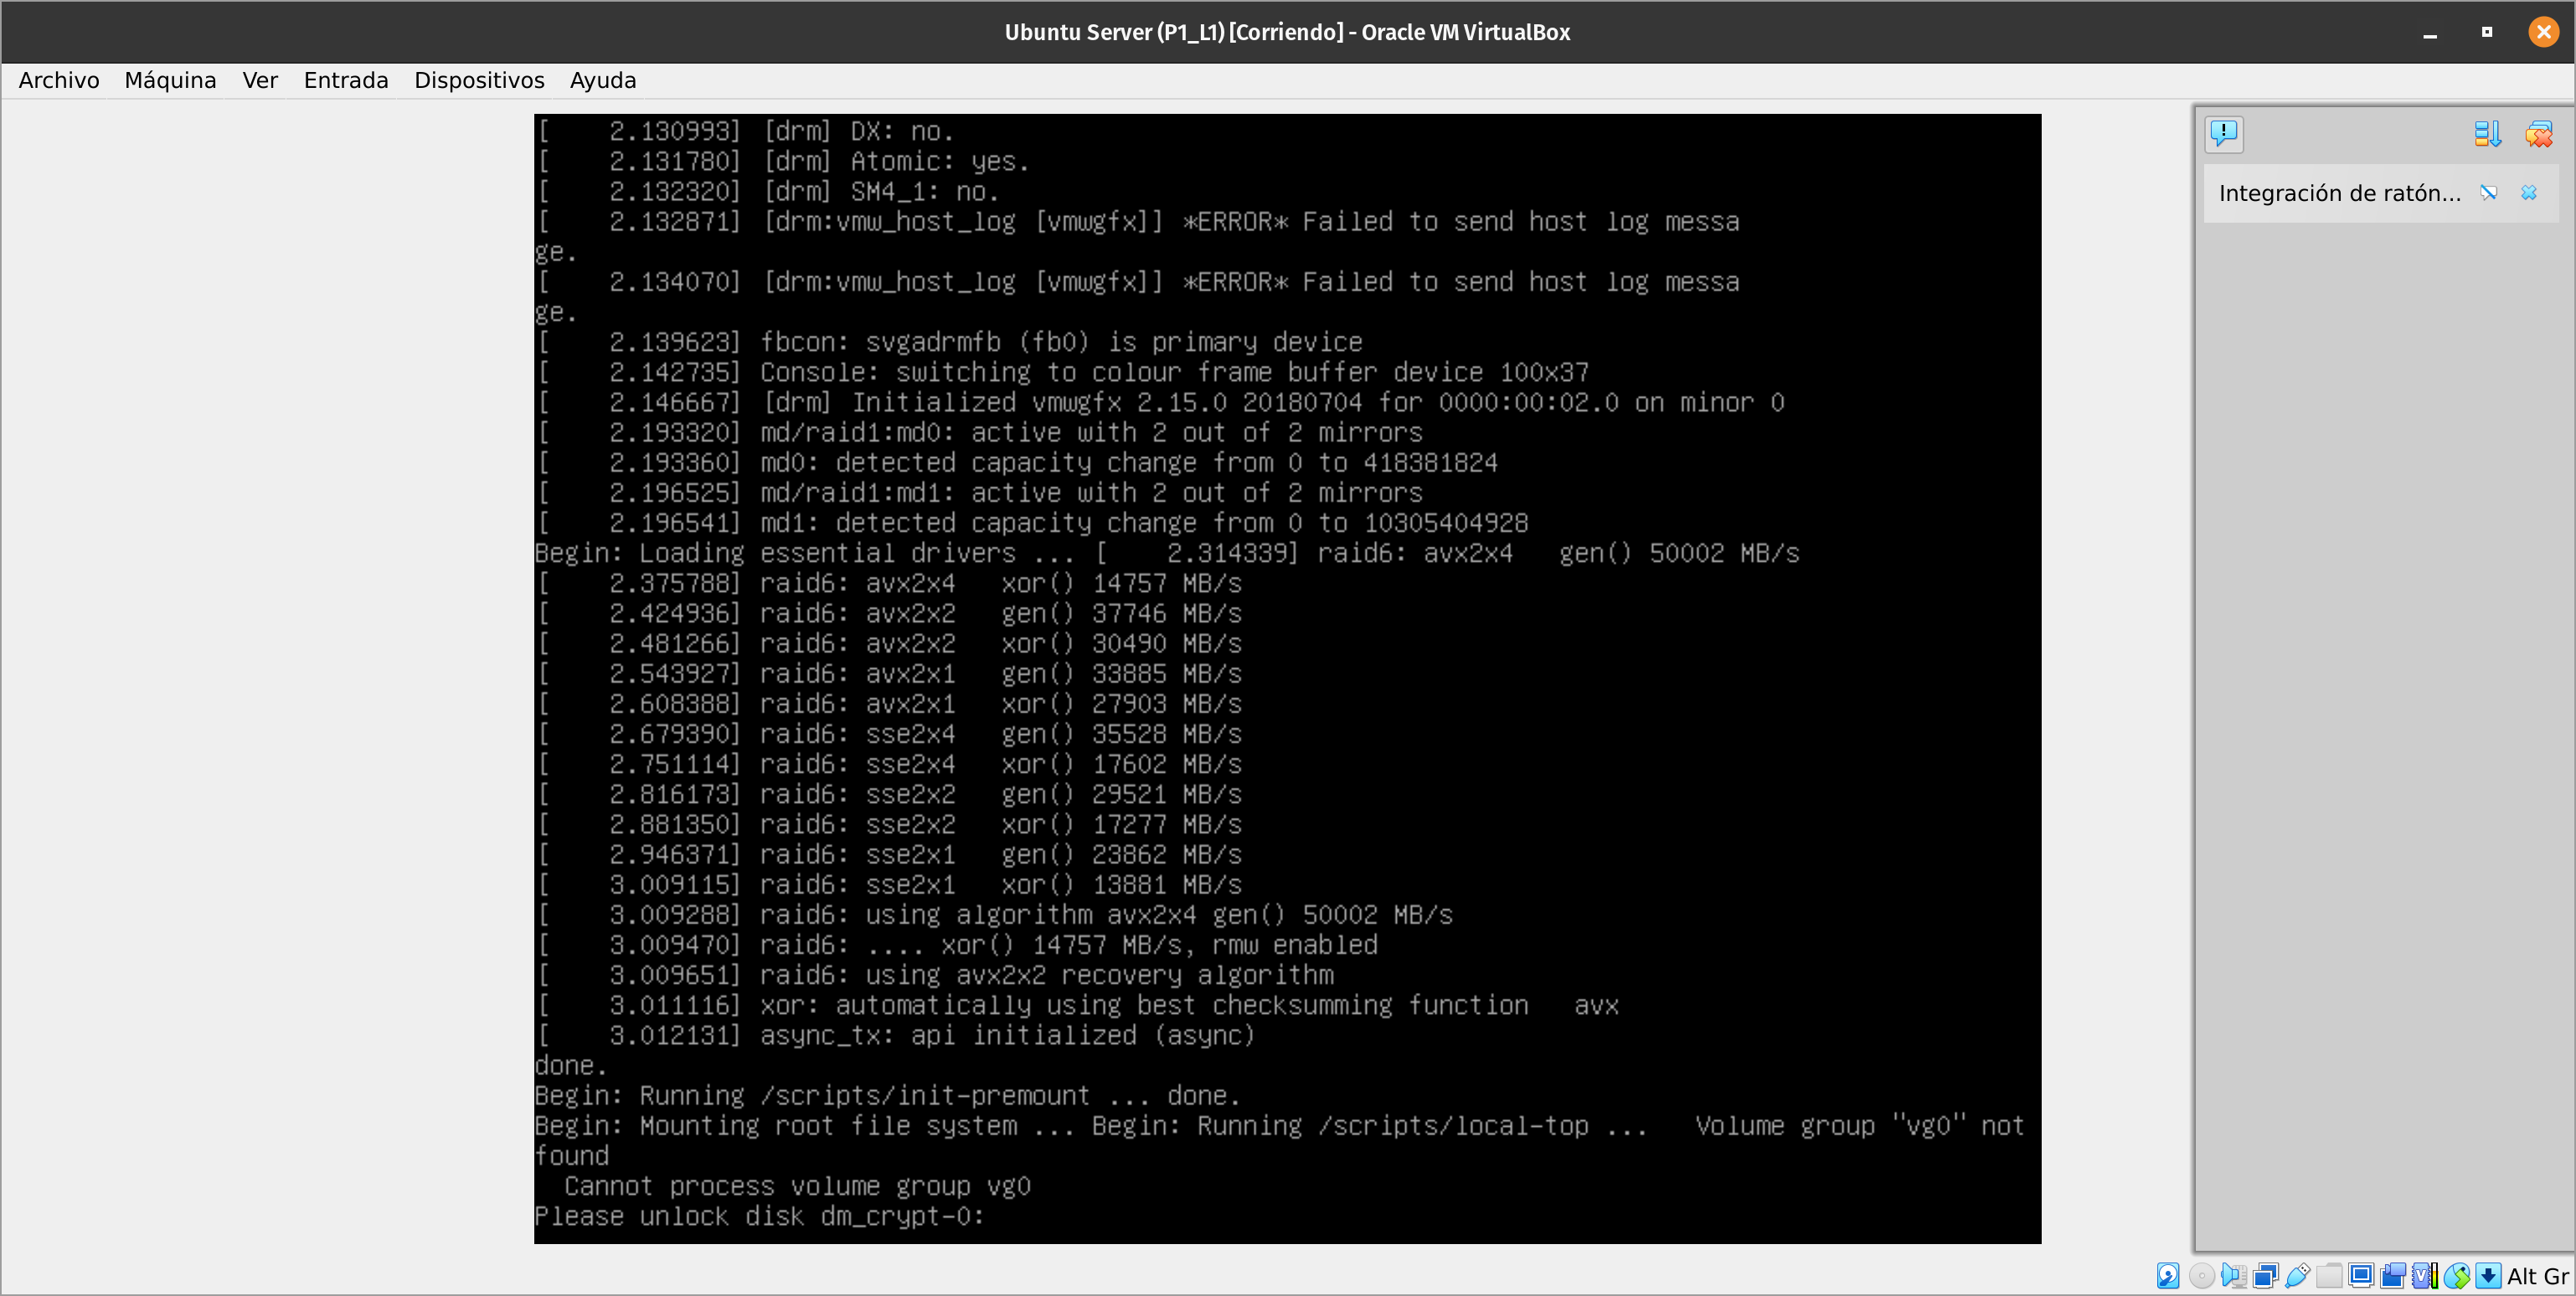 Ubuntu Server (P1_L1) [Corriendo] - Oracle VM VirtualBox
Archivo Máquina Ver Entrada Dispositivos Ayuda
[    2.130993] [drm] DX: no.
[    2.131780] [drm] Atomic: yes.
[    2.132320] [drm] SM4_1: no.
[    2.132871] [drm:vmw_host_log [vmwgfx]] *ERROR* Failed to send host log messa
ge.
[    2.134070] [drm:vmw_host_log [vmwgfx]] *ERROR* Failed to send host log messa
ge.
[    2.139623] fbcon: svgadrmfb (fb0) is primary device
[    2.142735] Console: switching to colour frame buffer device 100x37
[    2.146667] [drm] Initialized vmwgfx 2.15.0 20180704 for 0000:00:02.0 on minor 0
[    2.193320] md/raid1:md0: active with 2 out of 2 mirrors
[    2.193360] md0: detected capacity change from 0 to 418381824
[    2.196525] md/raid1:md1: active with 2 out of 2 mirrors
[    2.196541] md1: detected capacity change from 0 to 10305404928
Begin: Loading essential drivers ... [    2.314339] raid6: avx2x4   gen() 50002 MB/s
[    2.375788] raid6: avx2x4   xor() 14757 MB/s
[    2.424936] raid6: avx2x2   gen() 37746 MB/s
[    2.481266] raid6: avx2x2   xor() 30490 MB/s
[    2.543927] raid6: avx2x1   gen() 33885 MB/s
[    2.608388] raid6: avx2x1   xor() 27903 MB/s
[    2.679390] raid6: sse2x4   gen() 35528 MB/s
[    2.751114] raid6: sse2x4   xor() 17602 MB/s
[    2.816173] raid6: sse2x2   gen() 29521 MB/s
[    2.881350] raid6: sse2x2   xor() 17277 MB/s
[    2.946371] raid6: sse2x1   gen() 23862 MB/s
[    3.009115] raid6: sse2x1   xor() 13881 MB/s
[    3.009288] raid6: using algorithm avx2x4 gen() 50002 MB/s
[    3.009470] raid6: .... xor() 14757 MB/s, rmw enabled
[    3.009651] raid6: using avx2x2 recovery algorithm
[    3.011116] xor: automatically using best checksumming function   avx
[    3.012131] async_tx: api initialized (async)
done.
Begin: Running /scripts/init-premount ... done.
Begin: Mounting root file system ... Begin: Running /scripts/local-top ...   Volume group "vg0" not
found
  Cannot process volume group vg0
Please unlock disk dm_crypt-0:
Integración de ratón...
Alt Gr